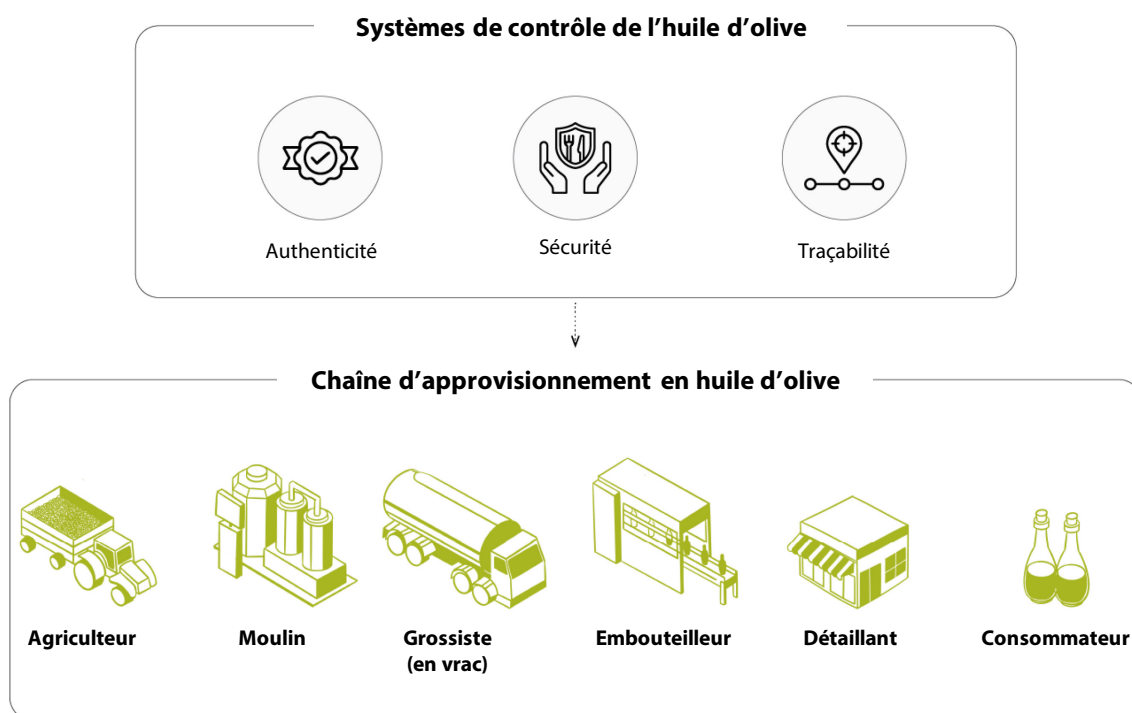 Systèmes de contrôle de l’huile d’olive
Authenticité
Sécurité
Traçabilité
Chaîne d’approvisionnement en huile d’olive
Agriculteur
Moulin
Grossiste
(en vrac)
Embouteilleur
Détaillant
Consommateur